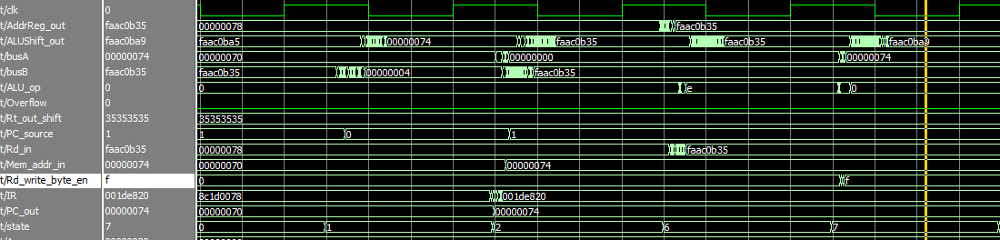 t/clk 0
t/AddrReg_out faac0b35 00000078 faac0b35
t/ALUShift_out faac0ba9 faac0ba5 00000074 faac0b35 faac0b35 faac0ba9
t/busA 00000074 00000070 00000000 00000074
t/busB faac0b35 faac0b35 00000004 faac0b35
t/ALU_op 0 0 e 0
t/Overflow 0
t/Rt_out_shift 35353535 35353535
t/PC_source 1 1 0 1
t/Rd_in faac0b35 00000078 faac0b35
t/Mem_addr_in 00000074 00000070 00000074
t/Rd_write_byte_en f 0 f
t/IR 001de820 8c1d0078 001de820
t/PC_out 00000074 00000070 00000074
t/state 7 0 1 2 6 7